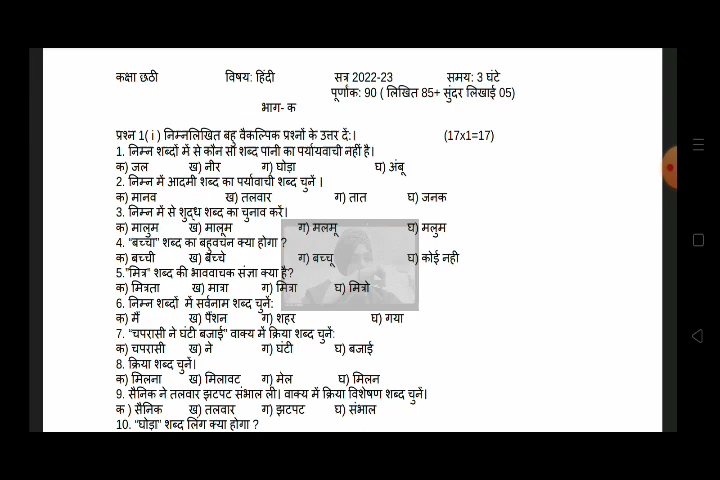 कक्षा छठी विषय: हिंदी सत्र 2022-23 समय: 3 घंटे
पूर्णांक: 90 ( लिखित 85+ सुंदर लिखाई 05)
भाग- क
प्रश्न 1( i ) निम्नलिखित बहु वैकल्पिक प्रश्नों के उत्तर दें:। (17x1=17)
1. निम्न शब्दों में से कौन सा शब्द पानी का पर्यायवाची नहीं है।
क) जल ख) नीर ग) घोड़ा घ) अंबू
2. निम्न में आदमी शब्द का पर्यावाची शब्द चुनें ।
क) मानव ख) तलवार ग) तात घ) जनक
3. निम्न में से शुद्ध शब्द का चुनाव करें।
क) मालुम ख) मालूम ग) मलमू घ) मलुम
4. “बच्चा” शब्द का बहुवचन क्या होगा ?
क) बच्ची ख) बच्चे ग) बच्चू घ) कोई नही
5.”मित्र” शब्द की भाववाचक संज्ञा क्या है?
क) मित्रता ख) मात्रा ग) मित्रा घ) मित्रो
6. निम्न शब्दों में सर्वनाम शब्द चुनें:
क) मैं ख) पैंशन ग) शहर घ) गया
7. “चपरासी ने घंटी बजाई” वाक्य में क्रिया शब्द चुनें:
क) चपरासी ख) ने ग) घंटी घ) बजाई
8. क्रिया शब्द चुनें।
क) मिलना ख) मिलावट ग) मेल घ) मिलन
9. सैनिक ने तलवार झटपट संभाल ली। वाक्य में क्रिया विशेषण शब्द चुनें।
क ) सैनिक ख) तलवार ग) झटपट घ) संभाल
10. “घोड़ा” शब्द लिंग क्या होगा ?